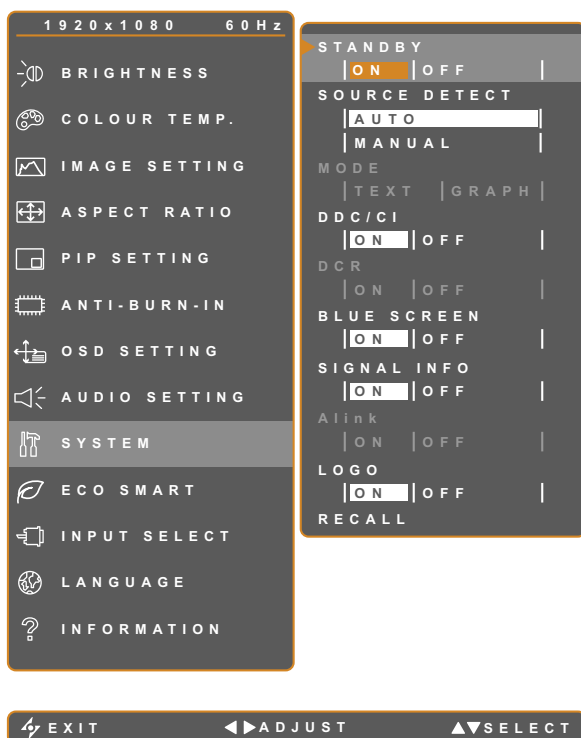 1920x1080 60Hz
BRIGHTNESS
COLOUR TEMP.
IMAGE SETTING
ASPECT RATIO
PIP SETTING
ANTI-BURN-IN
OSD SETTING
AUDIO SETTING
SYSTEM
ECO SMART
INPUT SELECT
LANGUAGE
INFORMATION
STANDBY
ON OFF
SOURCE DETECT
AUTO
MANUAL
MODE
TEXT GRAPH
DDC/CI
ON OFF
DCR
ON OFF
BLUE SCREEN
ON OFF
SIGNAL INFO
ON OFF
Alink
ON OFF
LOGO
ON OFF
RECALL
EXIT ADJUST SELECT